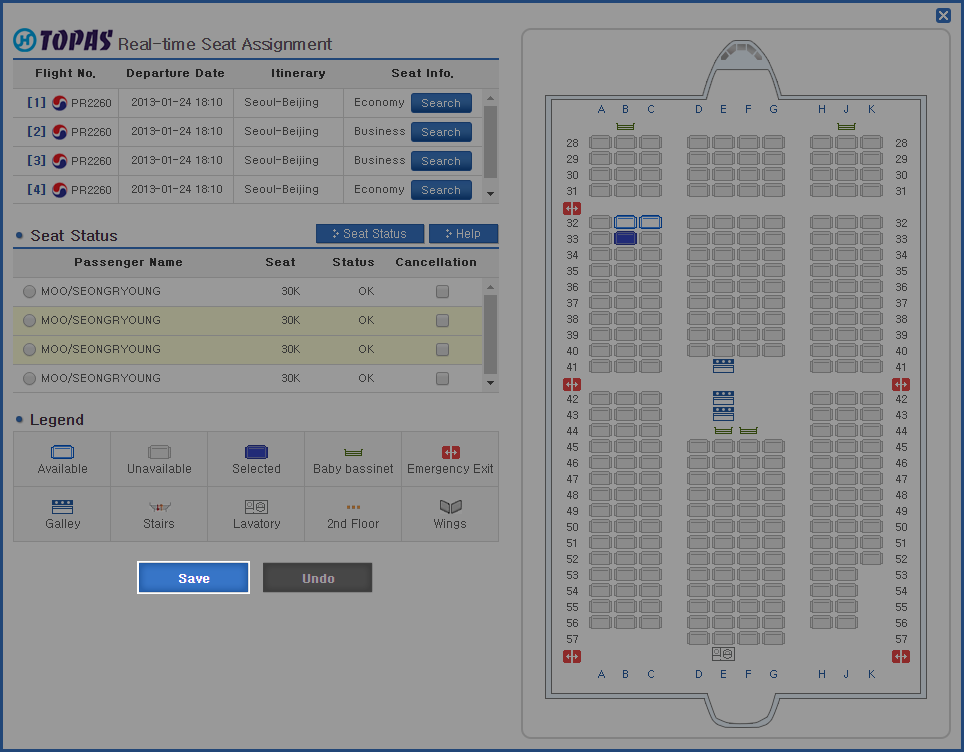 TOPAS Real-time Seat Assignment
Flight No. Departure Date Itinerary Seat Info.
[1] PR2260 2013-01-24 18:10 Seoul-Beijing Economy Search
[2] PR2260 2013-01-24 18:10 Seoul-Beijing Business Search
[3] PR2260 2013-01-24 18:10 Seoul-Beijing Business Search
[4] PR2260 2013-01-24 18:10 Seoul-Beijing Economy Search
Seat Status Seat Status Help
Passenger Name Seat Status Cancellation
MOO/SEONGRYOUNG 30K OK
MOO/SEONGRYOUNG 30K OK
MOO/SEONGRYOUNG 30K OK
MOO/SEONGRYOUNG 30K OK
Legend
Available Unavailable Selected Baby bassinet Emergency Exit
Galley Stairs Lavatory 2nd Floor Wings
Save Undo
A B C D E F G H J K
28 28
29 29
30 30
31 31
32 32
33 33
34 34
35 35
36 36
37 37
38 38
39 39
40 40
41 41
42 42
43 43
44 44
45 45
46 46
47 47
48 48
49 49
50 50
51 51
52 52
53 53
54 54
55 55
56 56
57 57
A B C D E F G H J K